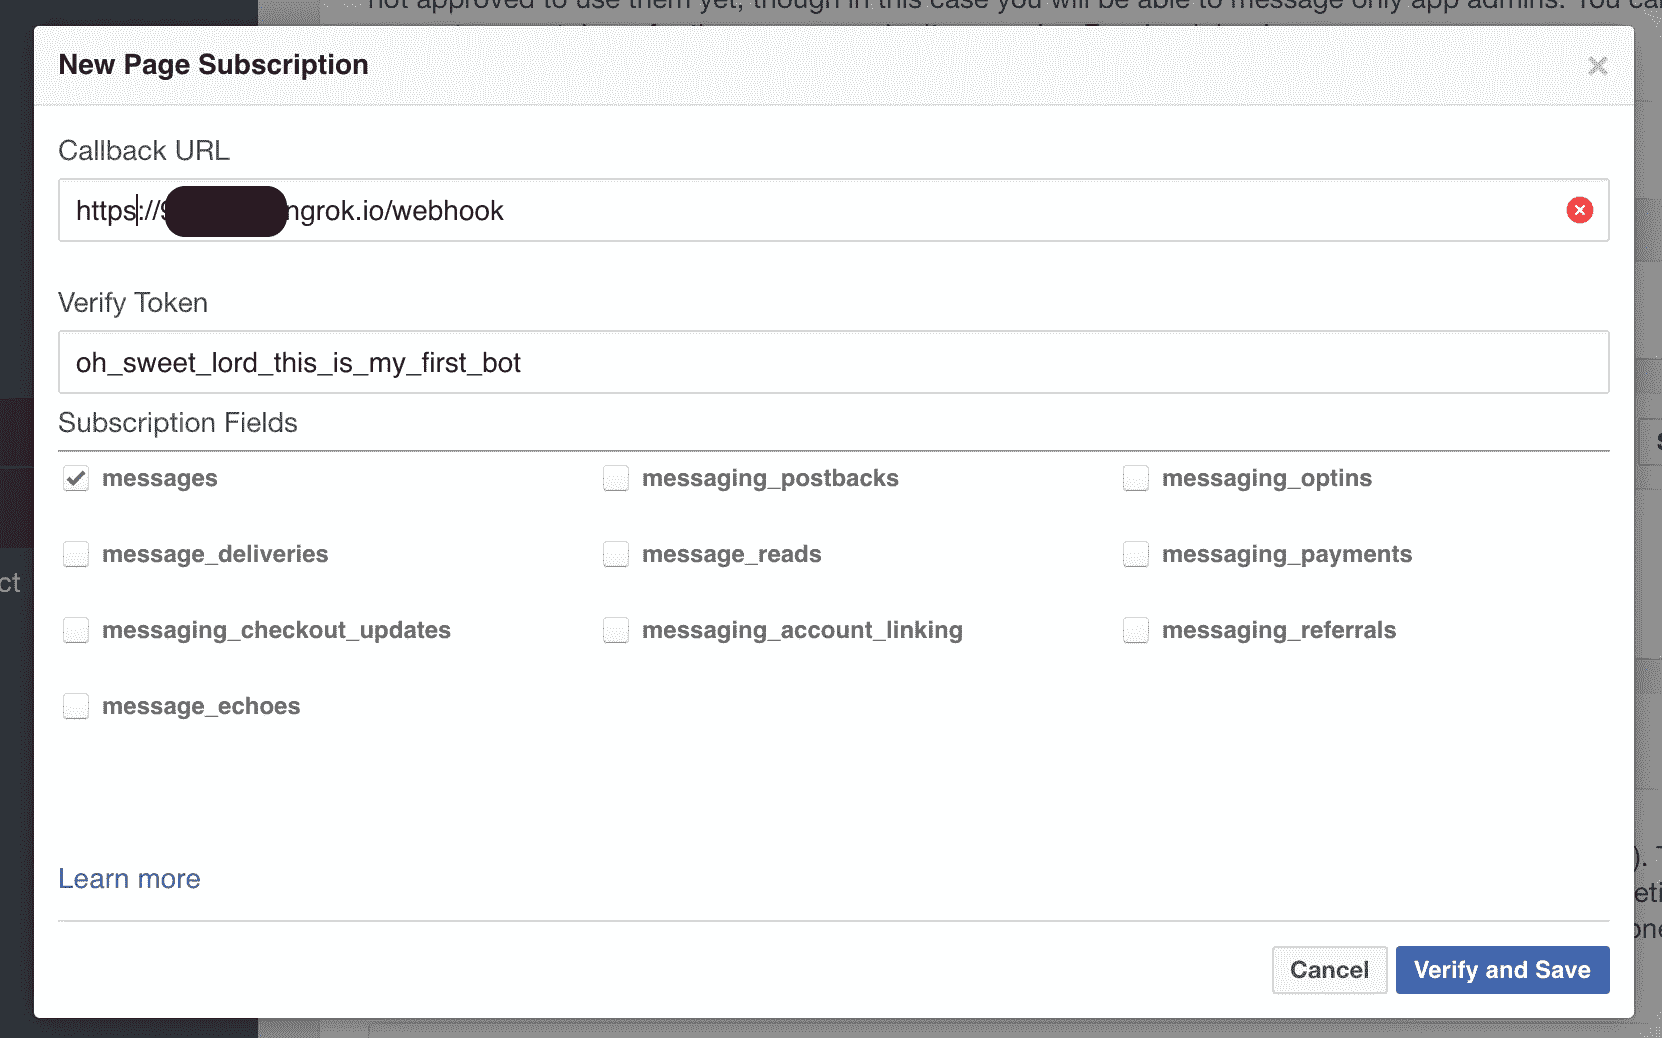 not approved to use them yet, though in this case you will be able to message only app admins. You
New Page Subscription
Callback URL
https://9 ngrok.io/webhook
Verify Token
oh_sweet_lord_this_is_my_first_bot
Subscription Fields
messages messaging_postbacks messaging_optins
message_deliveries message_reads messaging_payments
messaging_checkout_updates messaging_account_linking messaging_referrals
message_echoes
ct
Learn more
Cancel Verify and Save